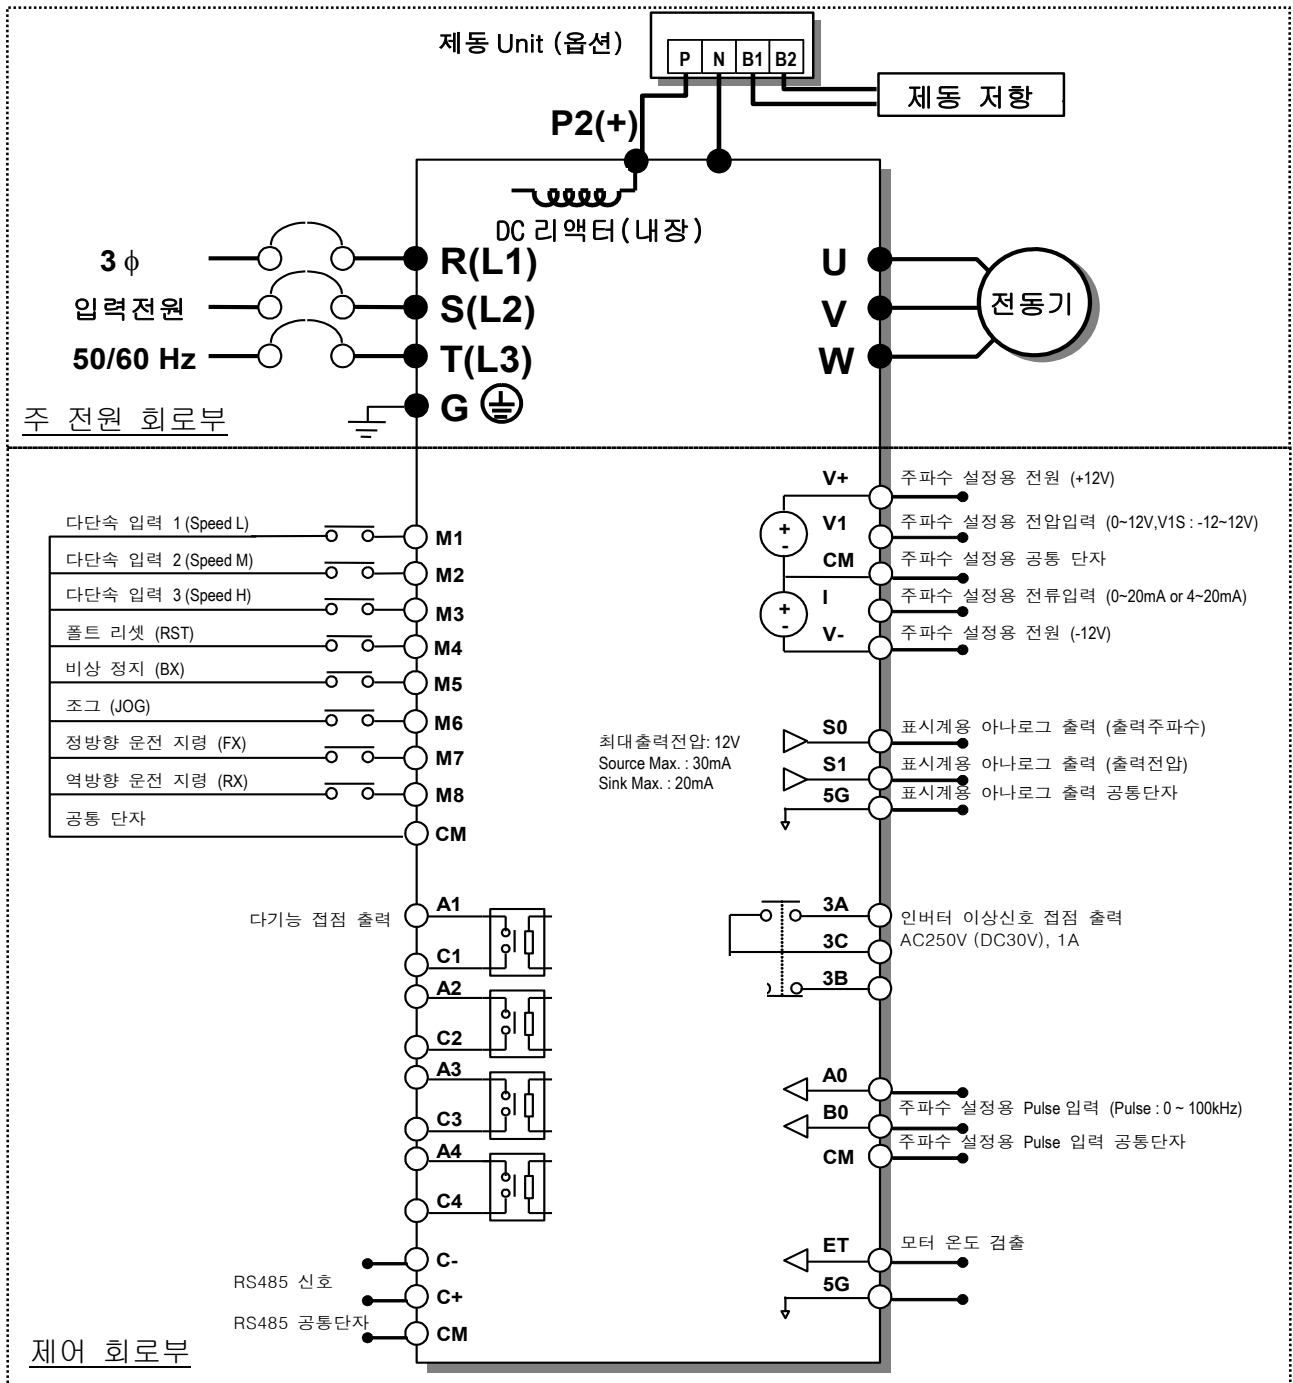 제동 Unit (옵션)
P N B1 B2
제동 저항
P2(+)
DC 리액터(내장)
3 ϕ
입력전원
50/60 Hz
R(L1)
S(L2)
T(L3)
G
U
V
W
전동기
주 전원 회로부
다단속 입력 1 (Speed L)
M1
다단속 입력 2 (Speed M)
M2
다단속 입력 3 (Speed H)
M3
폴트 리셋 (RST)
M4
비상 정지 (BX)
M5
조그 (JOG)
M6
정방향 운전 지령 (FX)
M7
역방향 운전 지령 (RX)
M8
공통 단자
CM
V+
주파수 설정용 전원 (+12V)
+
-
V1
주파수 설정용 전압입력 (0~12V,V1S : -12~12V)
CM
주파수 설정용 공통 단자
+
-
I
주파수 설정용 전류입력 (0~20mA or 4~20mA)
V-
주파수 설정용 전원 (-12V)
최대출력전압: 12V
Source Max. : 30mA
Sink Max. : 20mA
S0
표시계용 아나로그 출력 (출력주파수)
S1
표시계용 아나로그 출력 (출력전압)
5G
표시계용 아나로그 출력 공통단자
다기능 접점 출력
A1
C1
A2
C2
A3
C3
A4
C4
3A
3C
3B
인버터 이상신호 접점 출력
AC250V (DC30V), 1A
A0
B0
CM
주파수 설정용 Pulse 입력 (Pulse : 0 ~ 100kHz)
주파수 설정용 Pulse 입력 공통단자
ET
모터 온도 검출
5G
RS485 신호
RS485 공통단자
C-
C+
CM
제어 회로부